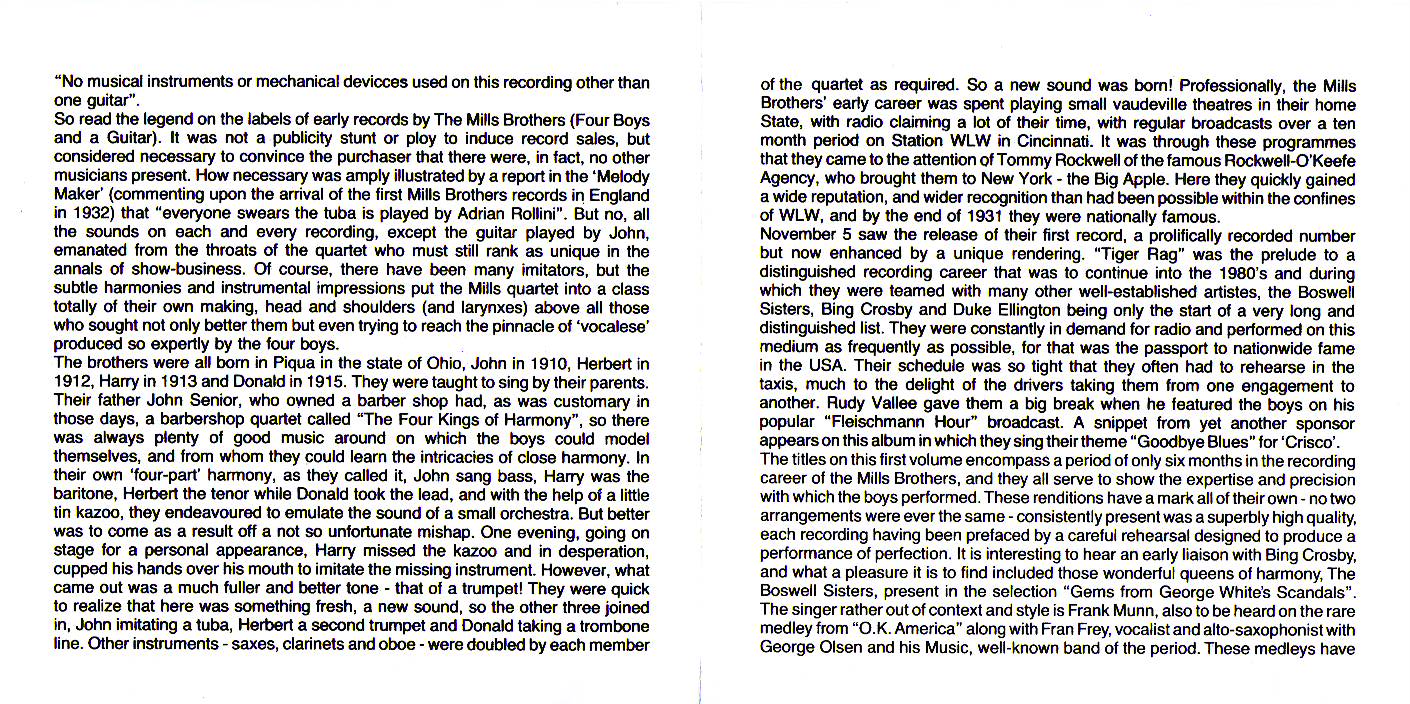 “No musical instruments or mechanical devicces used on this recording other than
one guitar”.
So read the legend on the labels of early records by The Mills Brothers (Four Boys
and a Guitar). It was not a publicity stunt or ploy to induce record sales, but
considered necessary to convince the purchaser that there were, in fact, no other
musicians present. How necessary was amply illustrated by a report in the ‘Melody
Maker’ (commenting upon the arrival of the first Mills Brothers records in England
in 1932) that “everyone swears the tuba is played by Adrian Rollini”. But no, all
the sounds on each and every recording, except the guitar played by John,
emanated from the throats of the quartet who must still rank as unique in the
annals of show-business. Of course, there have been many imitators, but the
subtle harmonies and instrumental impressions put the Mills quartet into a class
totally of their own making, head and shoulders (and larynxes) above all those
who sought not only better them but even trying to reach the pinnacle of ‘vocalese’
produced so expertly by the four boys.
The brothers were all born in Piqua in the state of Ohio, John in 1910, Herbert in
1912, Harry in 1913 and Donald in 1915. They were taught to sing by their parents.
Their father John Senior, who owned a barber shop had, as was customary in
those days, a barbershop quartet called “The Four Kings of Harmony”, so there
was always plenty of good music around on which the boys could model
themselves, and from whom they could learn the intricacies of close harmony. In
their own ‘four-part’ harmony, as they called it, John sang bass, Harry was the
baritone, Herbert the tenor while Donald took the lead, and with the help of a little
tin kazoo, they endeavoured to emulate the sound of a small orchestra. But better
was to come as a result off a not so unfortunate mishap. One evening, going on
stage for a personal appearance, Harry missed the kazoo and in desperation,
cupped his hands over his mouth to imitate the missing instrument. However, what
came out was a much fuller and better tone - that of a trumpet! They were quick
to realize that here was something fresh, a new sound, so the other three joined
in, John imitating a tuba, Herbert a second trumpet and Donald taking a trombone
line. Other instruments - saxes, clarinets and oboe - were doubled by each member
of the quartet as required. So a new sound was born! Professionally, the Mills
Brothers’ early career was spent playing small vaudeville theatres in their home
State, with radio claiming a lot of their time, with regular broadcasts over a ten
month period on Station WLW in Cincinnati. It was through these programmes
that they came to the attention of Tommy Rockwell of the famous Rockwell-O’Keefe
Agency, who brought them to New York - the Big Apple. Here they quickly gained
a wide reputation, and wider recognition than had been possible within the confines
of WLW, and by the end of 1931 they were nationally famous.
November 5 saw the release of their first record, a prolifically recorded number
but now enhanced by a unique rendering. “Tiger Rag” was the prelude to a
distinguished recording career that was to continue into the 1980’s and during
which they were teamed with many other well-established artistes, the Boswell
Sisters, Bing Crosby and Duke Ellington being only the start of a very long and
distinguished list. They were constantly in demand for radio and performed on this
medium as frequently as possible, for that was the passport to nationwide fame
in the USA. Their schedule was so tight that they often had to rehearse in the
taxis, much to the delight of the drivers taking them from one engagement to
another. Rudy Vallee gave them a big break when he featured the boys on his
popular “Fleischmann Hour” broadcast. A snippet from yet another sponsor
appears on this album in which they sing their theme “Goodbye Blues” for ‘Crisco’.
The titles on this first volume encompass a period of only six months in the recording
career of the Mills Brothers, and they all serve to show the expertise and precision
with which the boys performed. These renditions have a mark all of their own - no two
arrangements were ever the same - consistently present was a superbly high quality,
each recording having been prefaced by a careful rehearsal designed to produce a
performance of perfection. It is interesting to hear an early liaison with Bing Crosby,
and what a pleasure it is to find included those wonderful queens of harmony, The
Boswell Sisters, present in the selection “Gems from George White’s Scandals”.
The singer rather out of context and style is Frank Munn, also to be heard on the rare
medley from “O.K. America” along with Fran Frey, vocalist and alto-saxophonist with
George Olsen and his Music, well-known band of the period. These medleys have